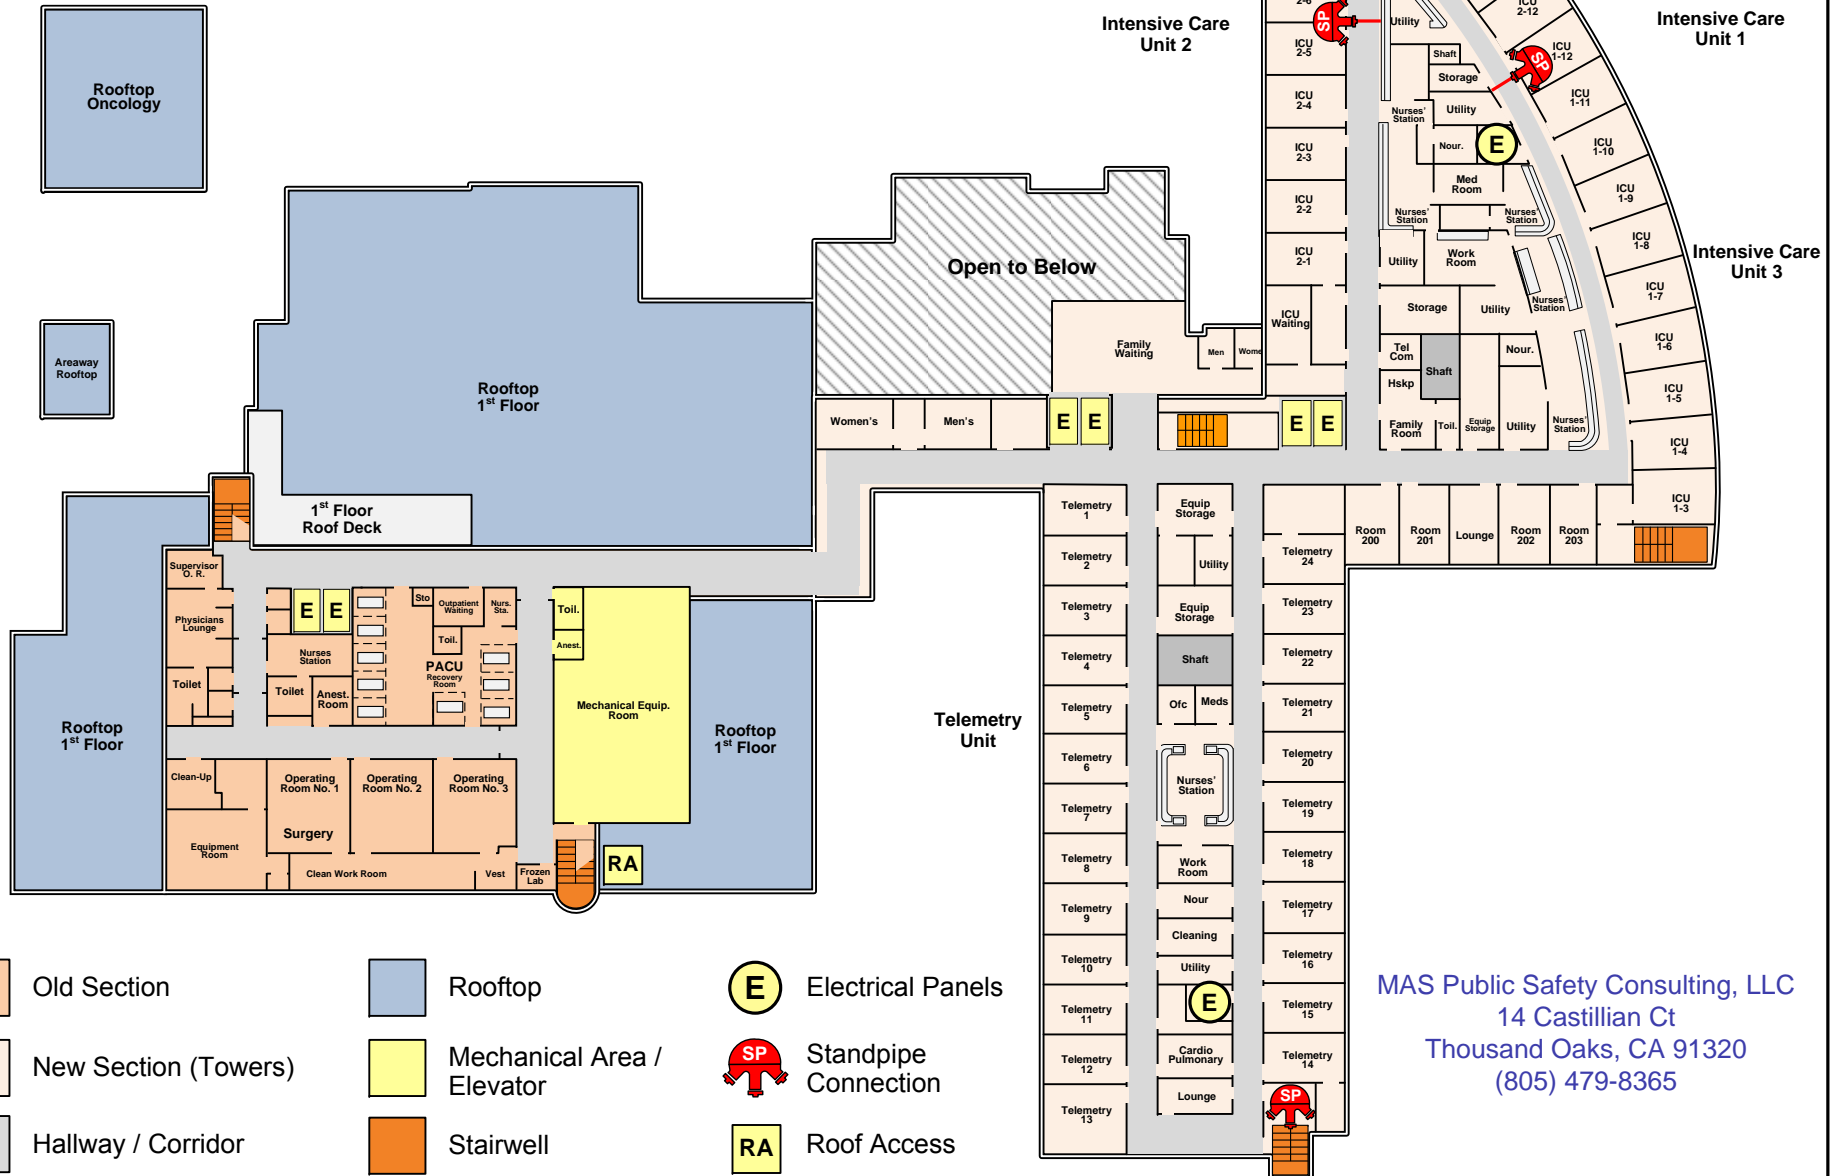 Rooftop
Oncology
Areaway
Rooftop
Rooftop
1st Floor
1st Floor
Roof Deck
Open to Below
Family
Waiting
Men
Intensive Care
Unit 2
Intensive Care
Unit 1
Intensive Care
Unit 3
2-6
ICU
2-5
ICU
2-4
ICU
2-3
ICU
2-2
ICU
2-1
ICU
Waiting
SP
Utility
Shaft
Storage
Utility
Nurses'
Station
Nour.
E
Med
Room
Nurses'
Station
Nurses'
Station
Utility
Work
Room
Storage
Utility
Nurses'
Station
Tel
Com
Shaft
Nour.
Hskp
Family
Room
Toil.
Equip
Storage
Utility
Nurses'
Station
2-12
SP
ICU
1-12
ICU
1-11
ICU
1-10
ICU
1-9
ICU
1-8
ICU
1-7
ICU
1-6
ICU
1-5
ICU
1-4
ICU
1-3
Women's
Men's
E
E
E
E
Room
200
Room
201
Lounge
Room
202
Room
203
Supervisor
O. R.
Physicians
Lounge
Toilet
E
E
Nurses
Station
Toilet
Anest.
Room
Sto
Outpatient
Waiting
Nurs.
Sta.
Toil.
PACU
Recovery
Room
Toil.
Anest.
Mechanical Equip.
Room
Rooftop
1st Floor
Rooftop
1st Floor
Clean-Up
Operating
Room No. 1
Operating
Room No. 2
Operating
Room No. 3
Surgery
Equipment
Room
Clean Work Room
Vest
Frozen
Lab
RA
Telemetry
Unit
Telemetry
1
Telemetry
2
Telemetry
3
Telemetry
4
Telemetry
5
Telemetry
6
Telemetry
7
Telemetry
8
Telemetry
9
Telemetry
10
Telemetry
11
Telemetry
12
Telemetry
13
Equip
Storage
Utility
Equip
Storage
Shaft
Ofc
Meds
Nurses'
Station
Work
Room
Nour
Cleaning
Utility
E
Cardio
Pulmonary
Lounge
Telemetry
24
Telemetry
23
Telemetry
22
Telemetry
21
Telemetry
20
Telemetry
19
Telemetry
18
Telemetry
17
Telemetry
16
Telemetry
15
Telemetry
14
SP
Old Section
New Section (Towers)
Hallway / Corridor
Rooftop
Mechanical Area /
Elevator
Stairwell
E
Electrical Panels
SP
Standpipe
Connection
RA
Roof Access
MAS Public Safety Consulting, LLC
14 Castillian Ct
Thousand Oaks, CA 91320
(805) 479-8365